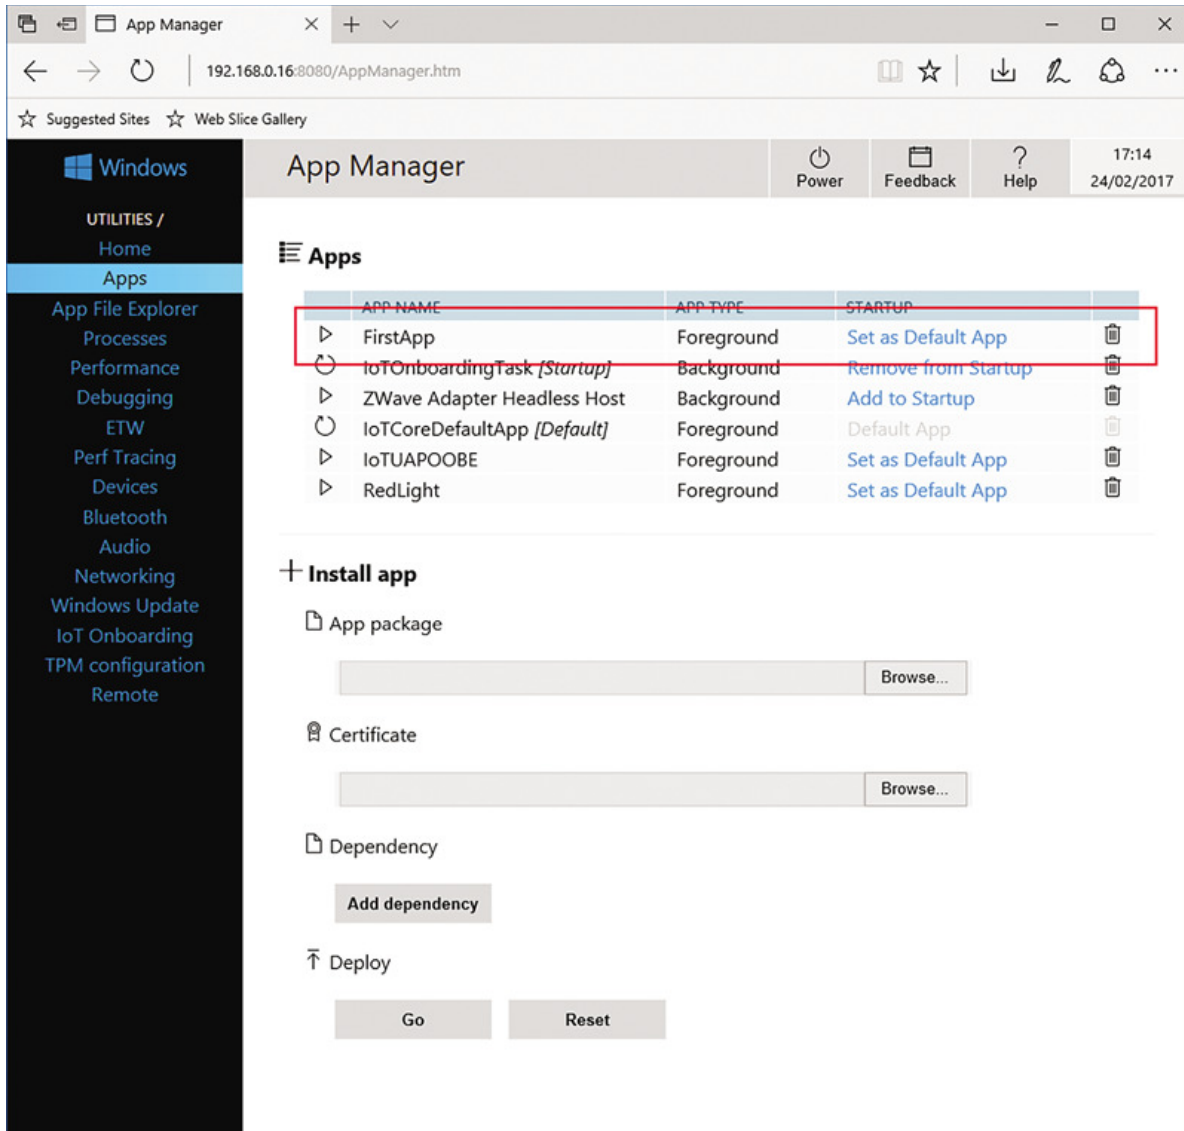 App Manager
192.168.0.16:8080/AppManager.htm
Suggested Sites Web Slice Gallery
Windows
App Manager
Power
Feedback
Help
17:14
24/02/2017
UTILITIES /
Home
Apps
App File Explorer
Processes
Performance
Debugging
ETW
Perf Tracing
Devices
Bluetooth
Audio
Networking
Windows Update
IoT Onboarding
TPM configuration
Remote
Apps
APP NAME APP TYPE STARTUP
FirstApp Foreground Set as Default App
IoTOnboardingTask [Startup] Background Remove from Startup
ZWave Adapter Headless Host Background Add to Startup
IoTCoreDefaultApp [Default] Foreground Default App
IoTUAPOOBE Foreground Set as Default App
RedLight Foreground Set as Default App
Install app
App package
Browse...
Certificate
Browse...
Dependency
Add dependency
Deploy
Go Reset